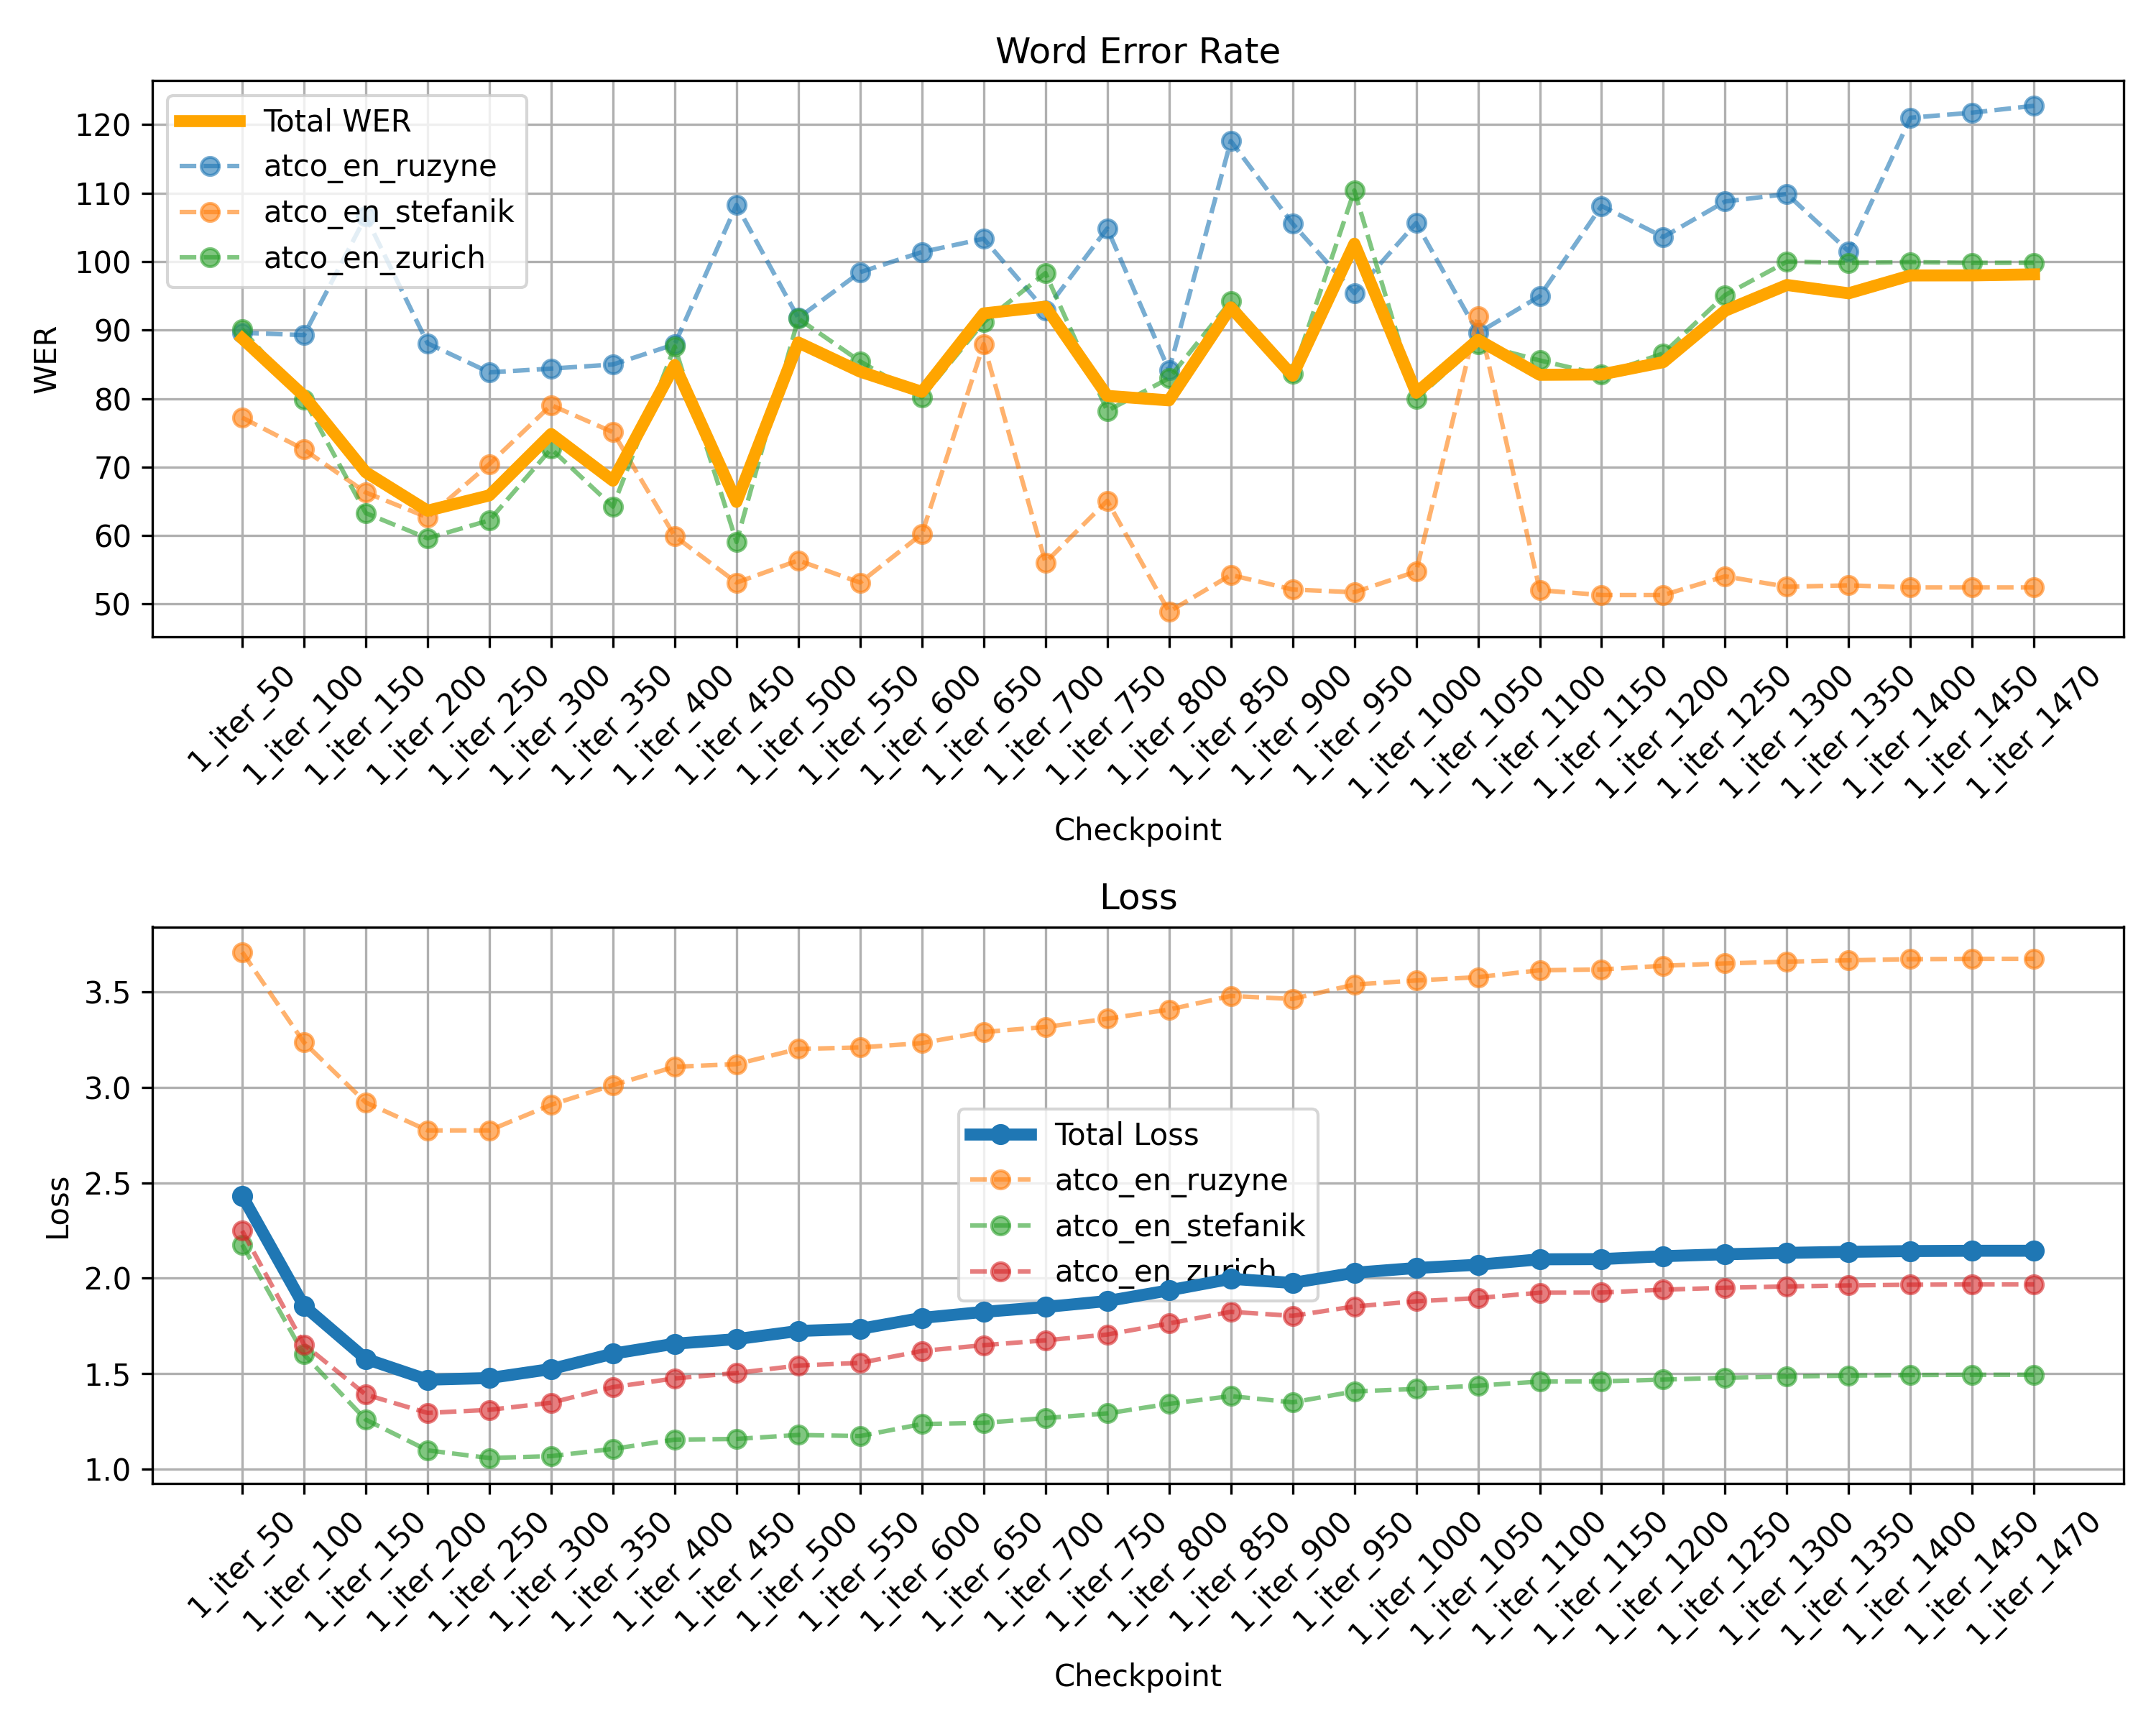 Word Error Rate
WER
120
110
100
90
80
70
60
50
Total WER
atco_en_ruzyne
atco_en_stefanik
atco_en_zurich
1_iter_50
1_iter_100
1_iter_150
1_iter_200
1_iter_250
1_iter_300
1_iter_350
1_iter_400
1_iter_450
1_iter_500
1_iter_550
1_iter_600
1_iter_650
1_iter_700
1_iter_750
1_iter_800
1_iter_850
1_iter_900
1_iter_950
1_iter_1000
1_iter_1050
1_iter_1100
1_iter_1150
1_iter_1200
1_iter_1250
1_iter_1300
1_iter_1350
1_iter_1400
1_iter_1450
1_iter_1470
Checkpoint
Loss
Loss
3.5
3.0
2.5
2.0
1.5
1.0
Total Loss
atco_en_ruzyne
atco_en_stefanik
atco_en_zurich
1_iter_50
1_iter_100
1_iter_150
1_iter_200
1_iter_250
1_iter_300
1_iter_350
1_iter_400
1_iter_450
1_iter_500
1_iter_550
1_iter_600
1_iter_650
1_iter_700
1_iter_750
1_iter_800
1_iter_850
1_iter_900
1_iter_950
1_iter_1000
1_iter_1050
1_iter_1100
1_iter_1150
1_iter_1200
1_iter_1250
1_iter_1300
1_iter_1350
1_iter_1400
1_iter_1450
1_iter_1470
Checkpoint